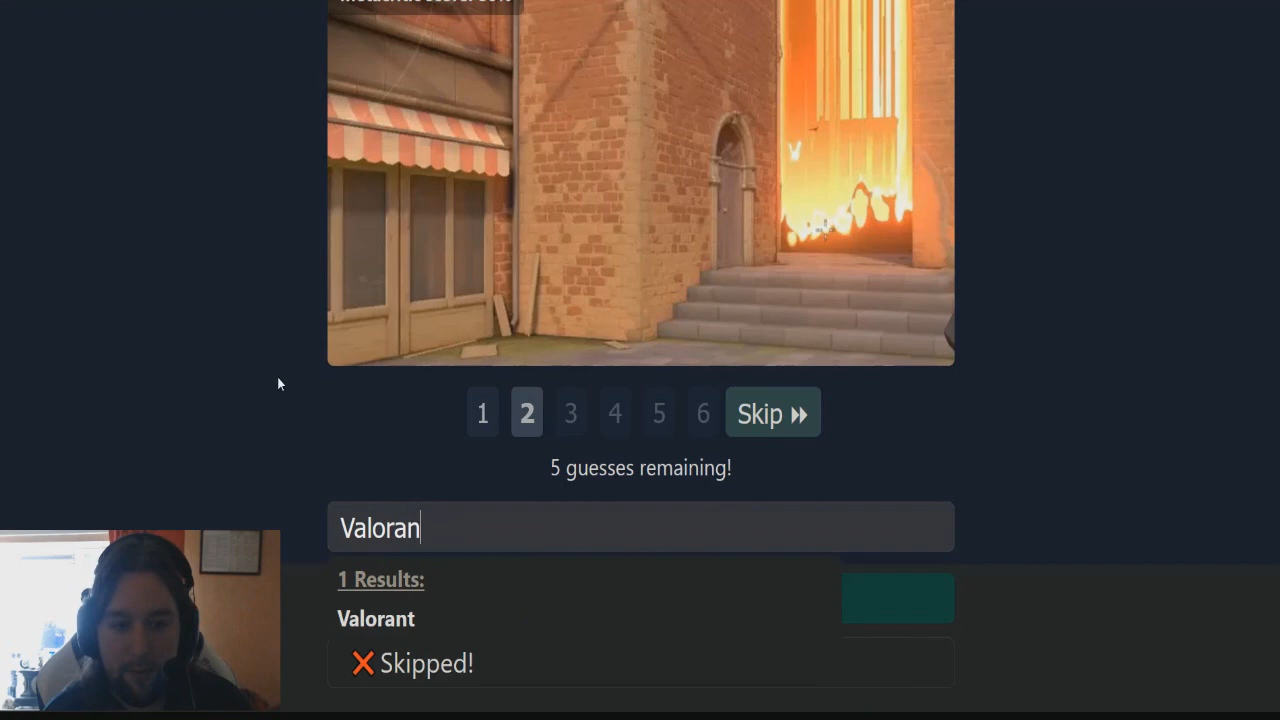 1 2 3 4 5 6 Skip
5 guesses remaining!
Valoran
1 Results:
Valorant
Skipped!